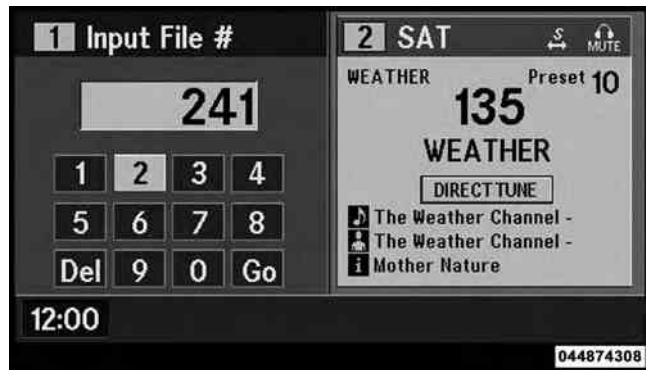 1 Input File #
241
1 2 3 4
5 6 7 8
Del 9 0 Go
2 SAT S MUTE
WEATHER Preset 10
135
WEATHER
DIRECT TUNE
The Weather Channel -
The Weather Channel -
i Mother Nature
12:00
044874308